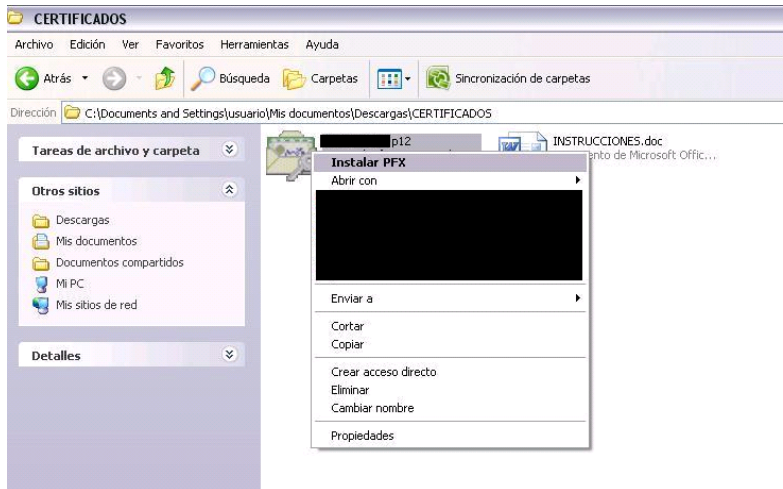 CERTIFICADOS
Archivo Edición Ver Favoritos Herramientas Ayuda
Atrás Búsqueda Carpetas Sincronización de carpetas
Dirección C:\Documents and Settings\usuario\Mis documentos\Descargas\CERTIFICADOS
Tareas de archivo y carpeta
Otros sitios
Descargas
Mis documentos
Documentos compartidos
Mi PC
Mis sitios de red
Detalles
p12
INSTRUCCIONES.doc
de Microsoft Offic...
Instalar PFX
Abrir con
Enviar a
Cortar
Copiar
Crear acceso directo
Eliminar
Cambiar nombre
Propiedades